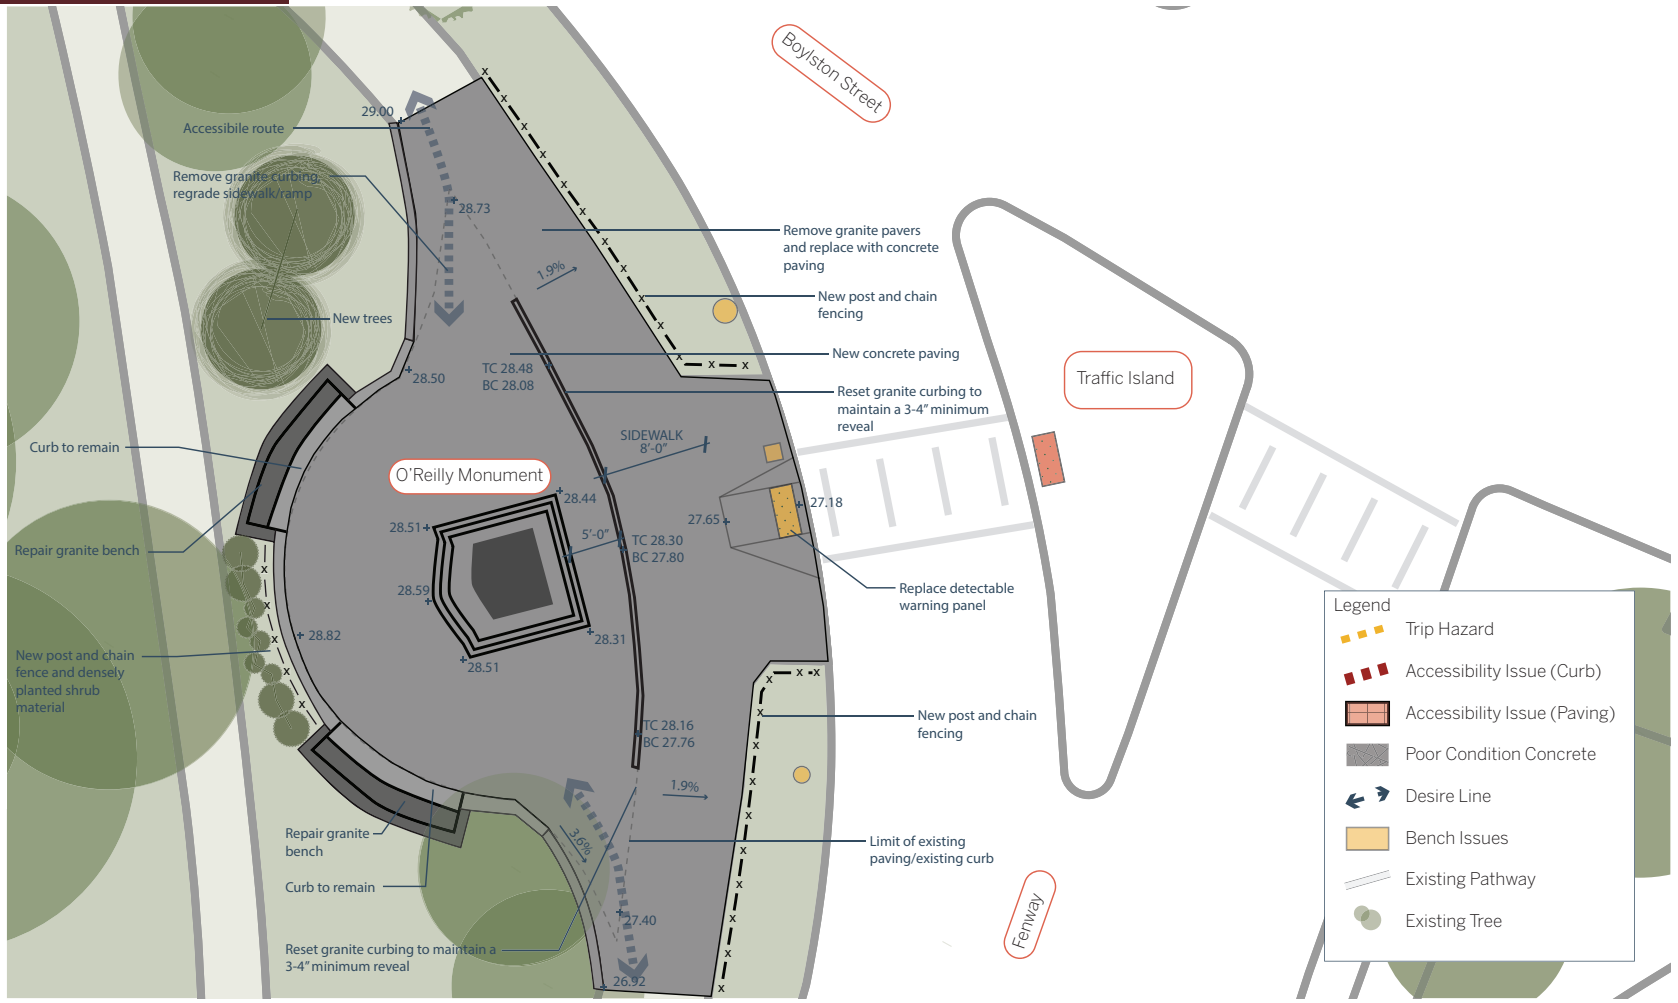 Boylston Street
29.00
Accessibile route
Remove granite curbing,
regrade sidewalk/ramp
28.73
Remove granite pavers
and replace with concrete
paving
1.9%
New post and chain
fencing
New trees
New concrete paving
TC 28.48
BC 28.08
28.50
Reset granite curbing to
maintain a 3-4" minimum
reveal
Traffic Island
Curb to remain
SIDEWALK
8'-0"
O'Reilly Monument
28.44
27.18
27.65
28.51
5'-0"
TC 28.30
BC 27.80
Repair granite bench
28.59
Replace detectable
warning panel
28.82
28.31
28.51
New post and chain
fence and densely
planted shrub
material
TC 28.16
BC 27.76
New post and chain
fencing
1.9%
3.6%
Repair granite
bench
Limit of existing
paving/existing curb
Curb to remain
27.40
Reset granite curbing to maintain a
3-4" minimum reveal
26.92
Fenway
Legend
Trip Hazard
Accessibility Issue (Curb)
Accessibility Issue (Paving)
Poor Condition Concrete
Desire Line
Bench Issues
Existing Pathway
Existing Tree